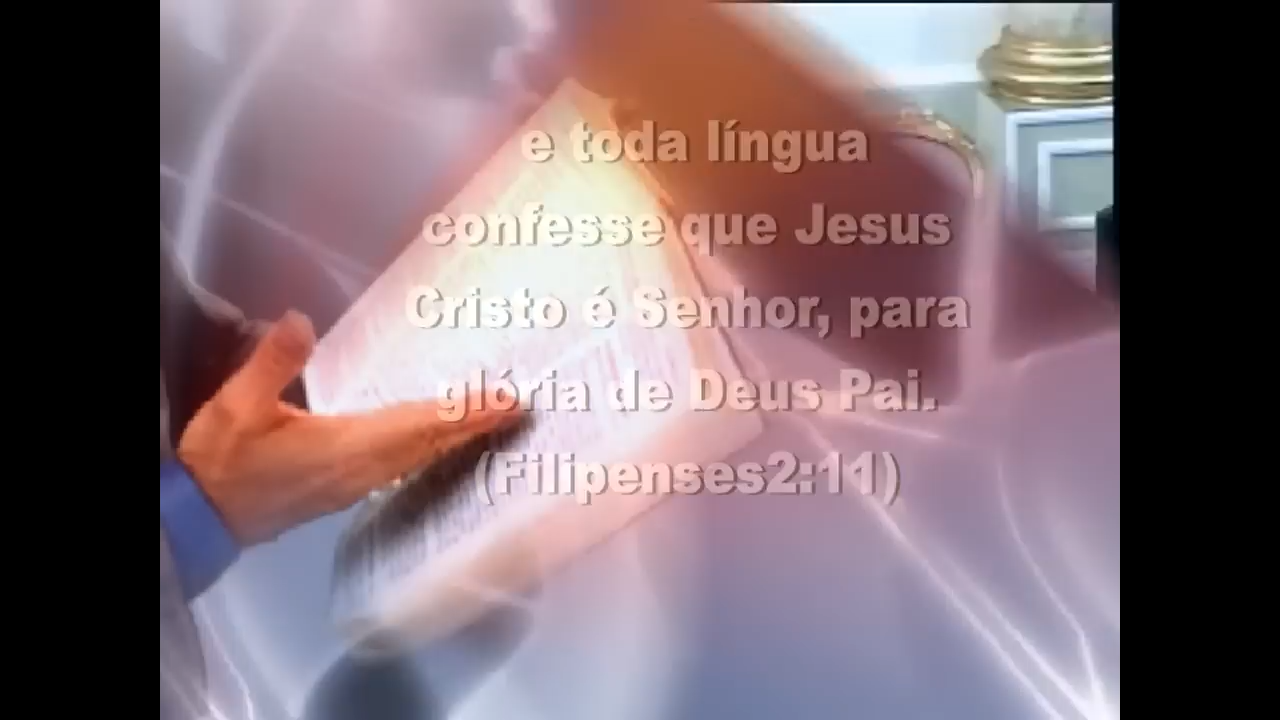 e toda língua
confesse que Jesus
Cristo é Senhor, para
glória de Deus Pai.
(Filipenses2:11)